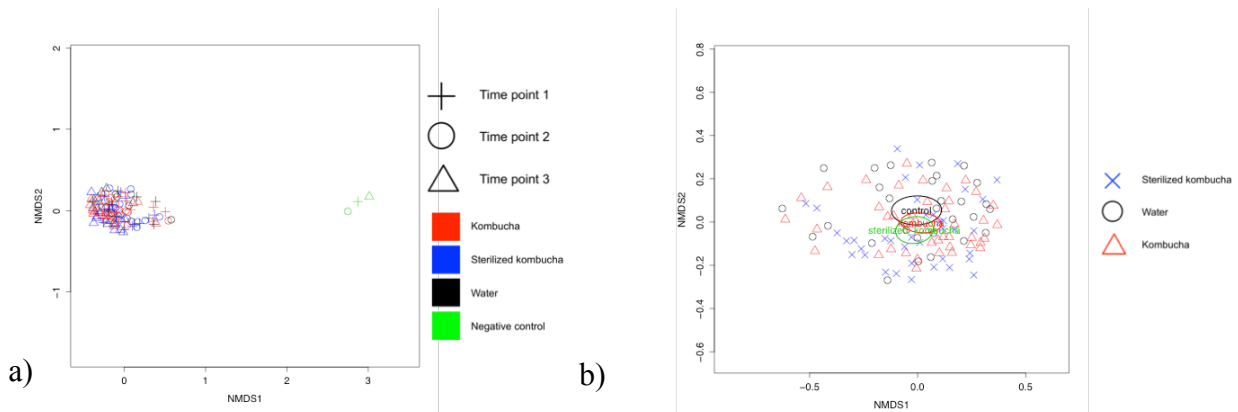 2
1
0
−1
NMDS2
0
1
2
3
NMDS1
Time point 1
Time point 2
Time point 3
Kombucha
Sterilized kombucha
Water
Negative control
a)
0.8
0.6
0.4
0.2
0.0
−0.2
−0.4
−0.6
NMDS2
control
kombucha
sterilized_kombucha
−0.5
0.0
0.5
NMDS1
Sterilized kombucha
Water
Kombucha
b)